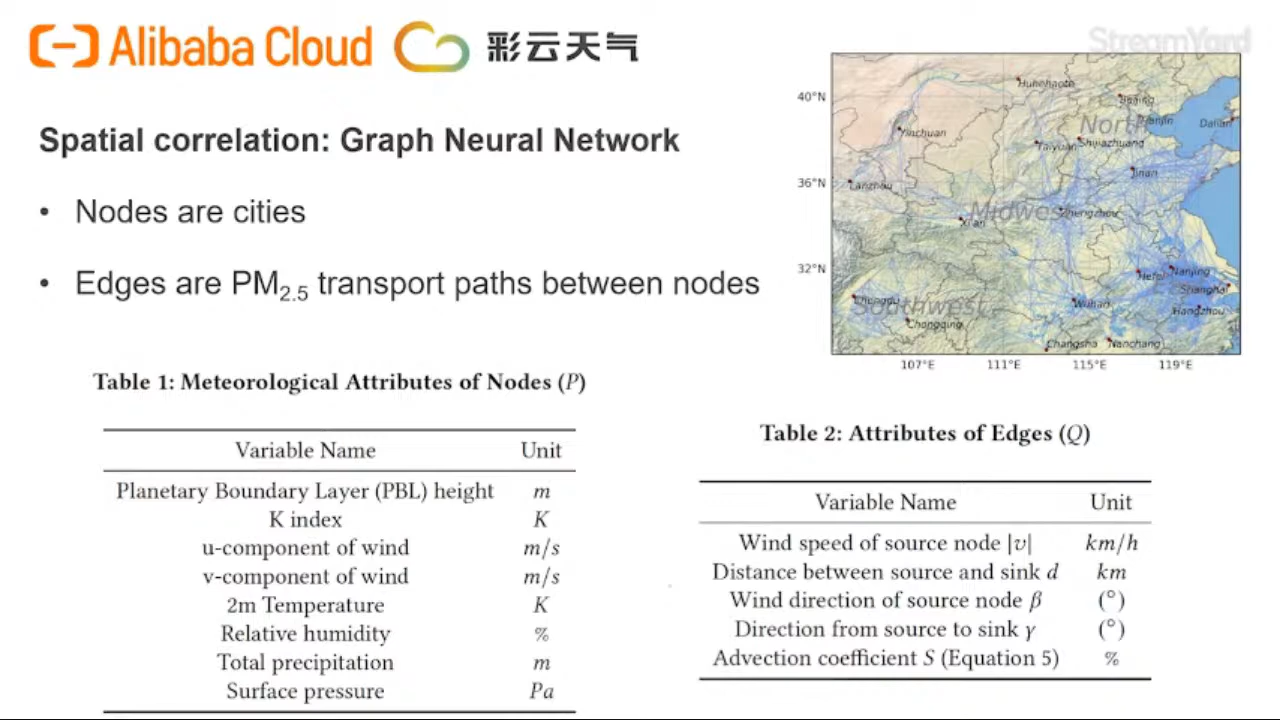 Alibaba Cloud 彩云天气
StreamYard
Spatial correlation: Graph Neural Network
• Nodes are cities
• Edges are PM2.5 transport paths between nodes
40°N
36°N
32°N
107°E 111°E 115°E 119°E
Huhehaote
Beijing
North
Tianjin
Dalian
Yinchuan
Taiyuan
Shijiazhuang
Jinan
Lanzhou
Midwest
Zhengzhou
Xi'an
Hefei
Nanjing
Shanghai
Chengdu
Southwest
Wuhan
Hangzhou
Chongqing
Changsha
Nanchang
Table 1: Meteorological Attributes of Nodes (P)
Variable Name Unit
Planetary Boundary Layer (PBL) height m
K index K
u-component of wind m/s
v-component of wind m/s
2m Temperature K
Relative humidity %
Total precipitation m
Surface pressure Pa
Table 2: Attributes of Edges (Q)
Variable Name Unit
Wind speed of source node |v| km/h
Distance between source and sink d km
Wind direction of source node β (°)
Direction from source to sink γ (°)
Advection coefficient S (Equation 5) %